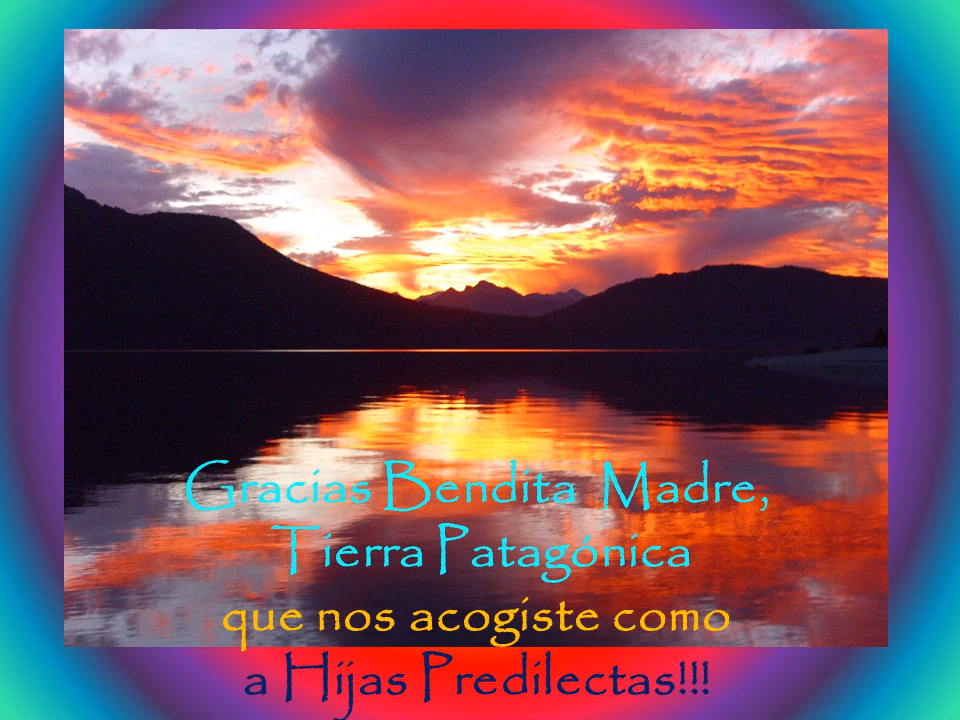 Gracias Bendita Madre,
Tierra Patagónica
que nos acogiste como
a Hijas Predilectas!!!